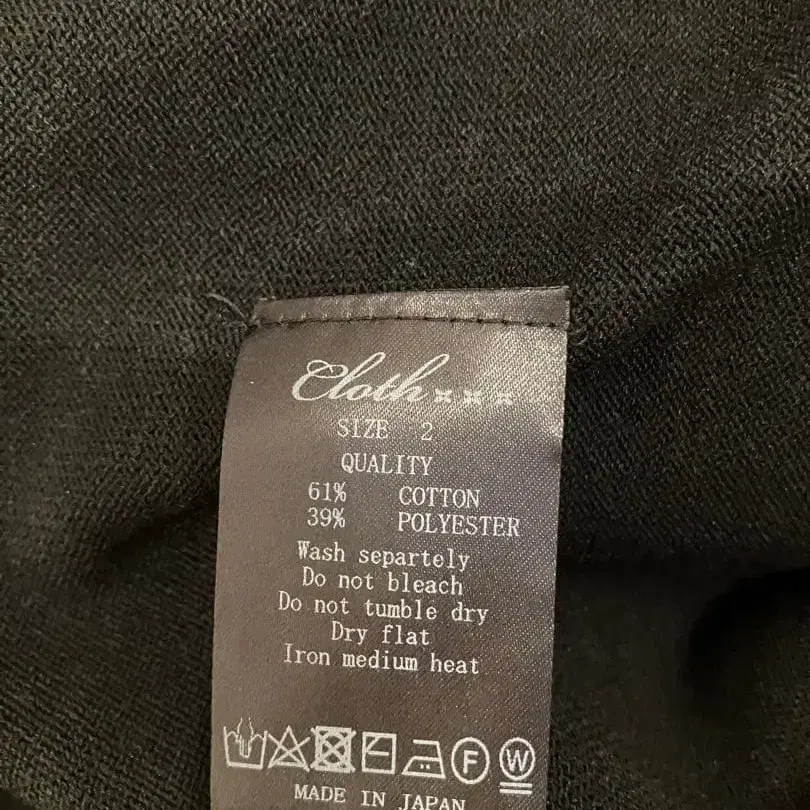 Cloth×××
SIZE 2
QUALITY
61% COTTON
39% POLYESTER
Wash separtely
Do not bleach
Do not tumble dry
Dry flat
Iron medium heat
F W
MADE IN JAPAN